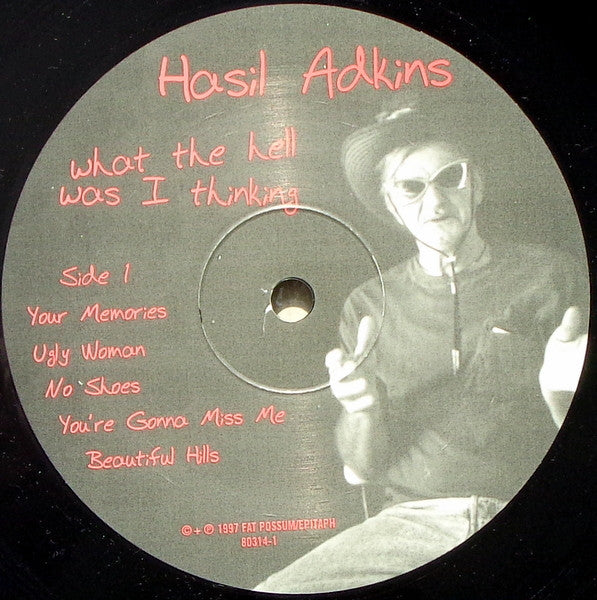 Hasil Adkins
what the hell
was I thinking
Side 1
Your Memories
Ugly Woman
No Shoes
You're Gonna Miss Me
Beautiful Hills
© + ℗ 1997 FAT POSSUM/EPITAPH
80314-1